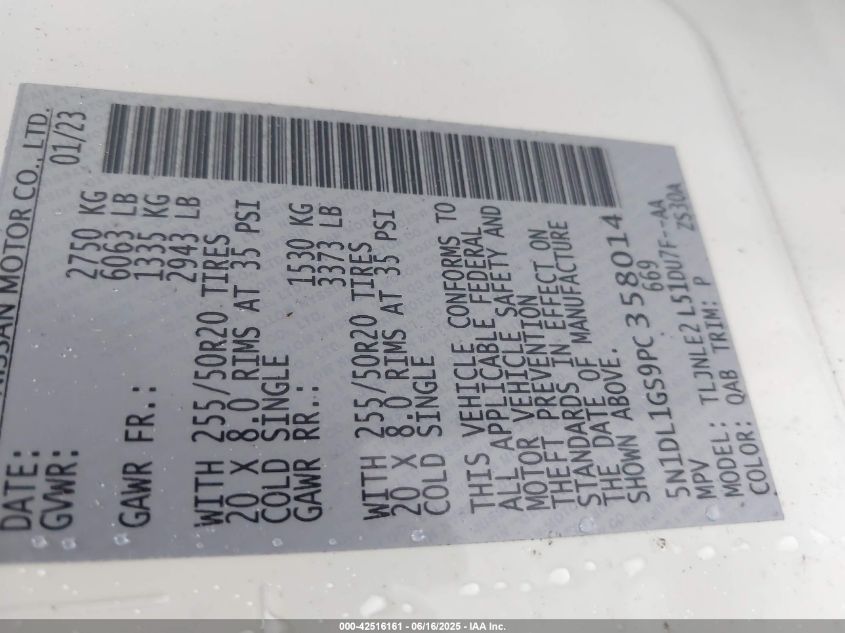 NISSAN MOTOR CO., LTD.
DATE: 01/23
GVWR: 2750 KG
6063 LB
GAWR FR.: 1335 KG
2943 LB
WITH 255/50R20 TIRES
20 X 8.0 RIMS AT 35 PSI
COLD SINGLE
GAWR RR.: 1530 KG
3373 LB
WITH 255/50R20 TIRES
20 X 8.0 RIMS AT 35 PSI
COLD SINGLE
THIS VEHICLE CONFORMS TO
ALL APPLICABLE FEDERAL
MOTOR VEHICLE SAFETY AND
THEFT PREVENTION
STANDARDS IN EFFECT ON
THE DATE OF MANUFACTURE
SHOWN ABOVE.
5N1DL1GS9PC358014
MPV 669
MODEL: TLJNLE2 L51DU7F--AA
COLOR: QAB TRIM: P ZS30A
000-42516161 - 06/16/2025 - IAA Inc.